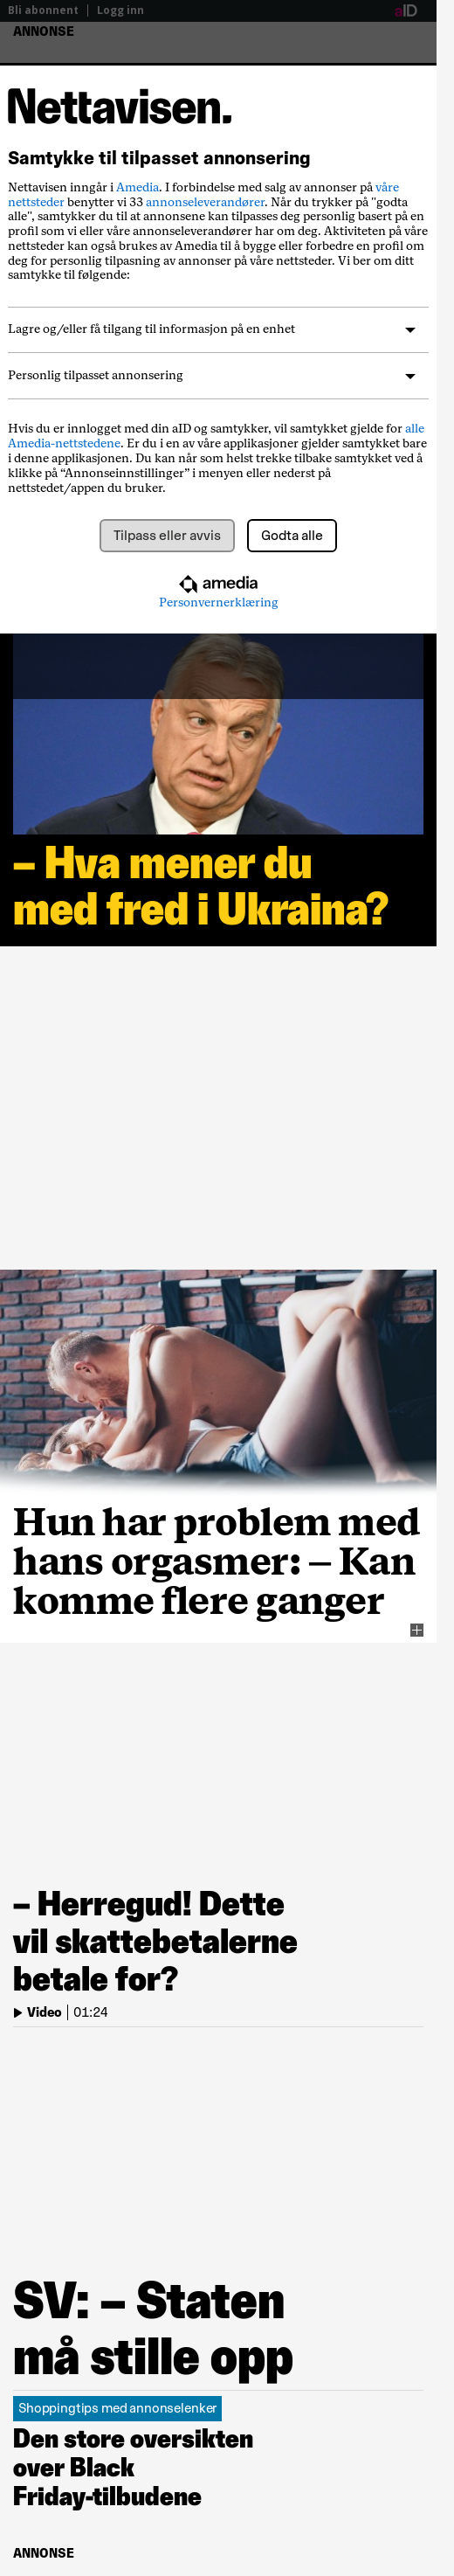 Bli abonnent | Logg inn
aID
ANNONSE
Nettavisen.
Samtykke til tilpasset annonsering
Nettavisen inngår i Amedia. I forbindelse med salg av annonser på våre
nettsteder benytter vi 33 annonseleverandører. Når du trykker på "godta
alle", samtykker du til at annonsene kan tilpasses deg personlig basert på en
profil som vi eller våre annonseleverandører har om deg. Aktiviteten på våre
nettsteder kan også brukes av Amedia til å bygge eller forbedre en profil om
deg for personlig tilpasning av annonser på våre nettsteder. Vi ber om ditt
samtykke til følgende:
Lagre og/eller få tilgang til informasjon på en enhet
Personlig tilpasset annonsering
Hvis du er innlogget med din aID og samtykker, vil samtykket gjelde for alle
Amedia-nettstedene. Er du i en av våre applikasjoner gjelder samtykket bare
i denne applikasjonen. Du kan når som helst trekke tilbake samtykket ved å
klikke på “Annonseinnstillinger” i menyen eller nederst på
nettstedet/appen du bruker.
Tilpass eller avvis
Godta alle
amedia
Personvernerklæring
– Hva mener du
med fred i Ukraina?
Hun har problem med
hans orgasmer: – Kan
komme flere ganger
– Herregud! Dette
vil skattebetalerne
betale for?
Video | 01:24
SV: – Staten
må stille opp
Shoppingtips med annonselenker
Den store oversikten
over Black
Friday-tilbudene
ANNONSE